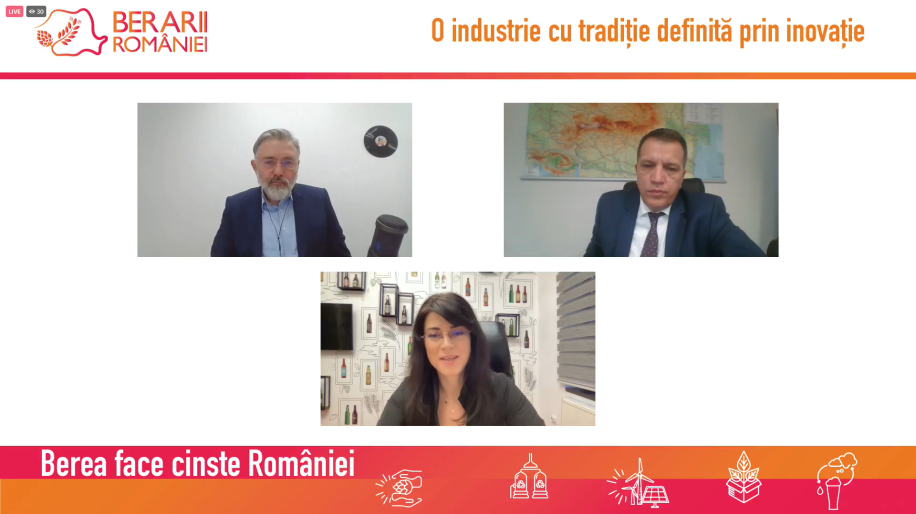 LIVE
30
BERARII
ROMÂNIEI
O industrie cu tradiție definită prin inovație
Berea face cinste României